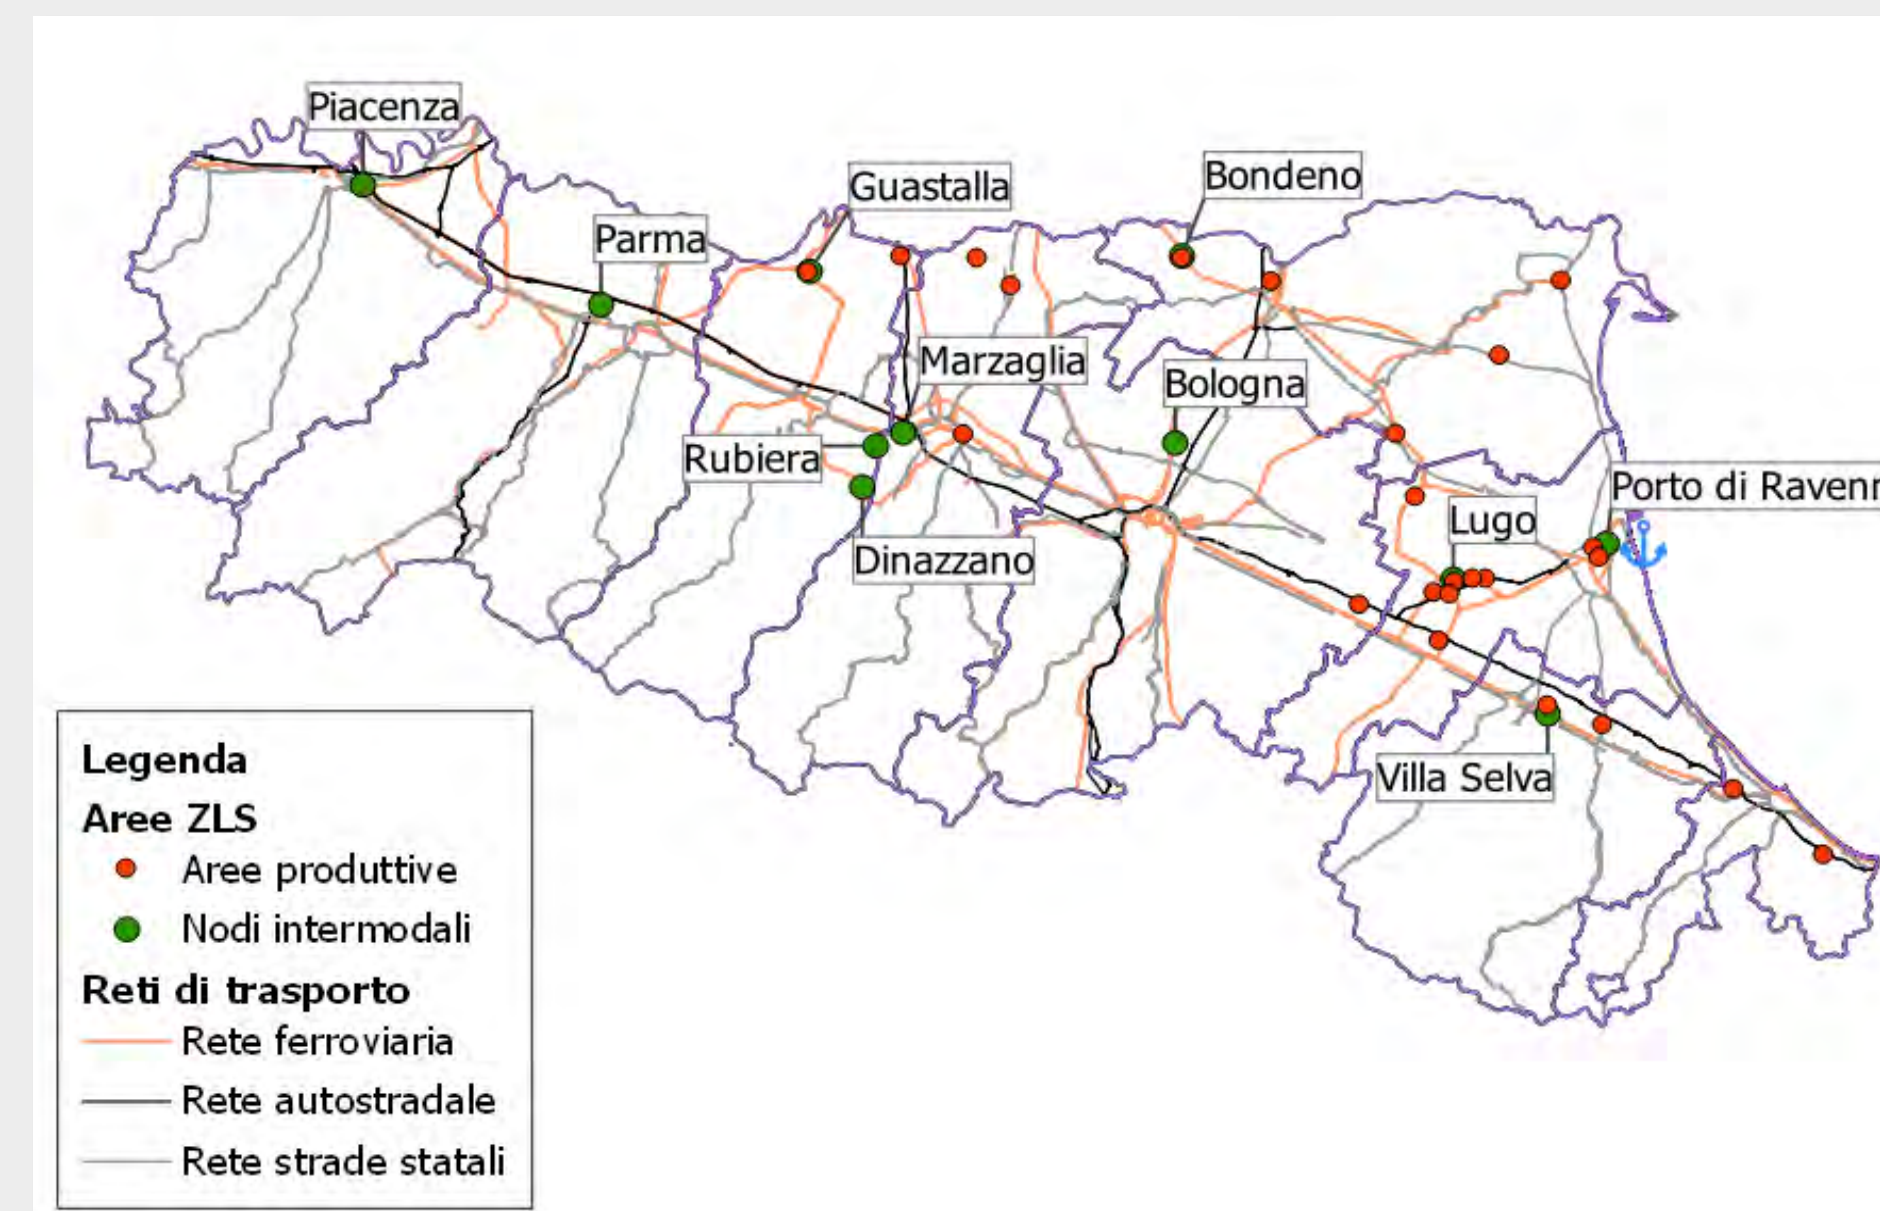 Piacenza
Guastalla
Bondeno
Parma
Marzaglia
Bologna
Rubiera
Porto di Ravenn
Lugo
Dinazzano
Villa Selva
Legenda
Aree ZLS
Aree produttive
Nodi intermodali
Reti di trasporto
Rete ferroviaria
Rete autostradale
Rete strade statali